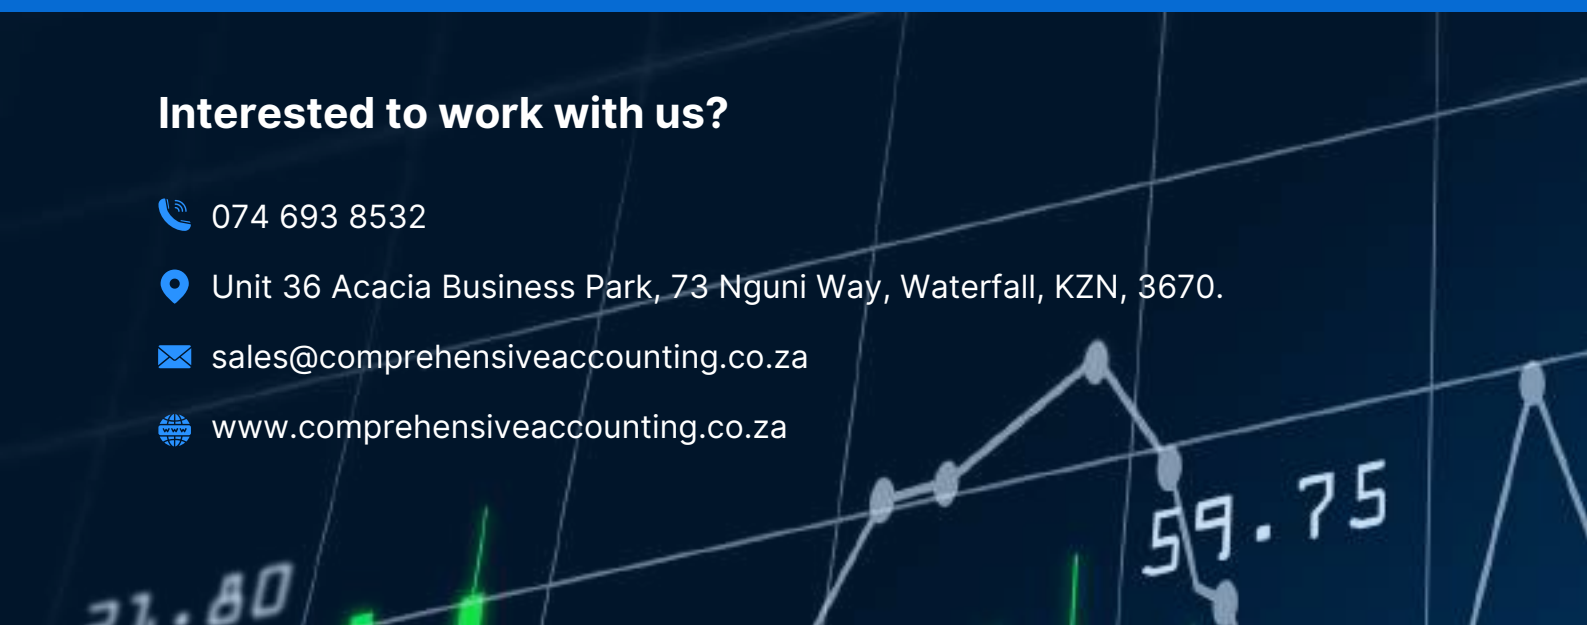 Interested to work with us?
074 693 8532
Unit 36 Acacia Business Park, 73 Nguni Way, Waterfall, KZN, 3670.
sales@comprehensiveaccounting.co.za
www.comprehensiveaccounting.co.za
59.75